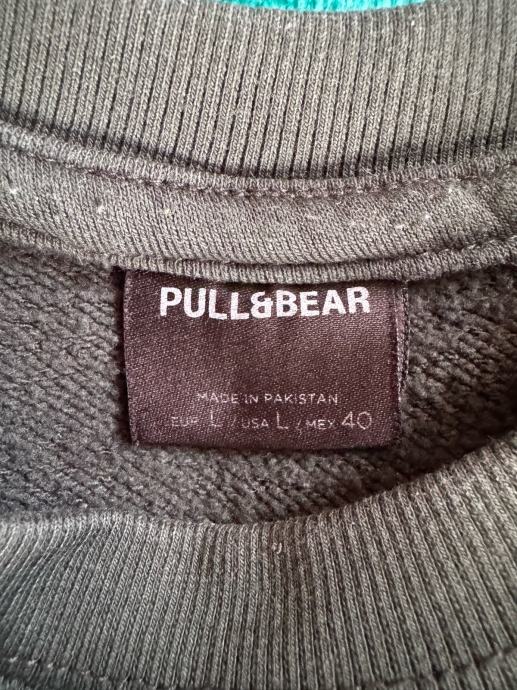 PULL&BEAR
MADE IN PAKISTAN
EUR L / USA L / MEX 40